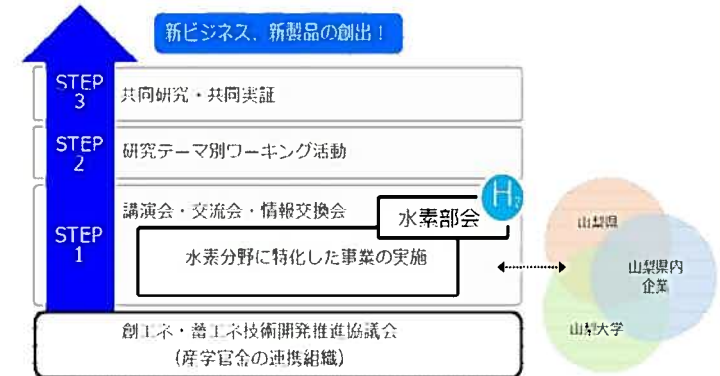 新ビジネス、新製品の創出！
STEP
3
共同研究・共同実証
STEP
2
研究テーマ別ワーキング活動
STEP
1
講演会・交流会・情報交換会
水素部会
H2
水素分野に特化した事業の実施
創エネ・蓄エネ技術開発推進協議会
(産学官金の連携組織)
山梨県
山梨県内
企業
山梨大学